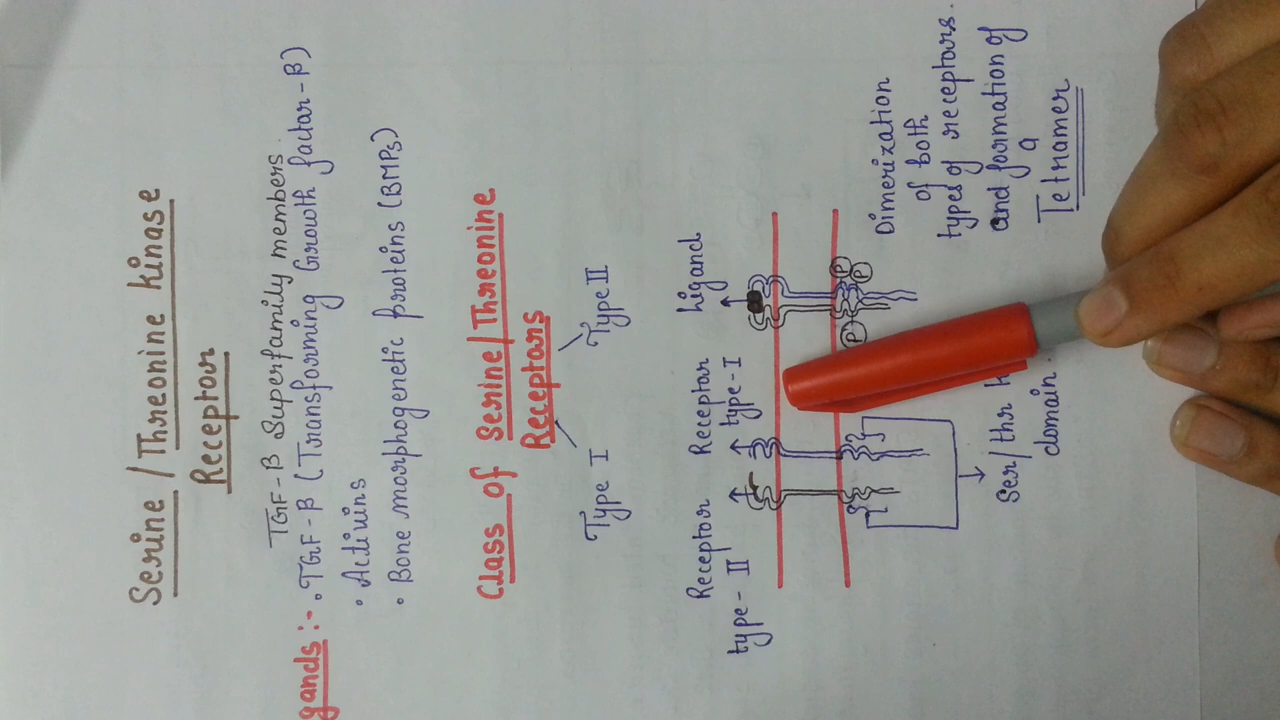 Serine / Threonine kinase
Receptor
TGF-β Superfamily members.
gands :- • TGF-β (Transforming Growth factor-β)
• Activins
• Bone morphogenetic proteins (BMPs)
Class of Serine/Threonine
Receptors
Type I
Type II
Receptor
type- II
Receptor
type-I
Ligand
P
P
P
Ser/thr
domain.
Dimerization
of both
types of receptors.
and formation of
a
Tetramer